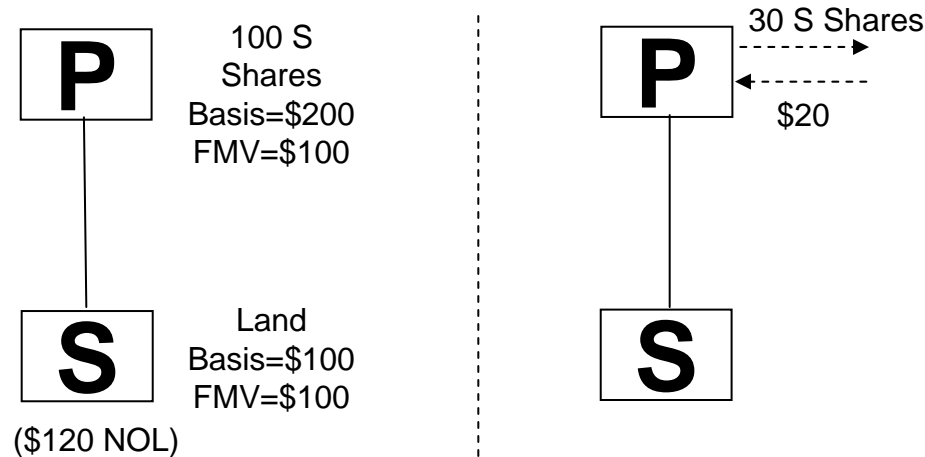 P
100 S
Shares
Basis=$200
FMV=$100
S
Land
Basis=$100
FMV=$100
($120 NOL)
P
30 S Shares
$20
S